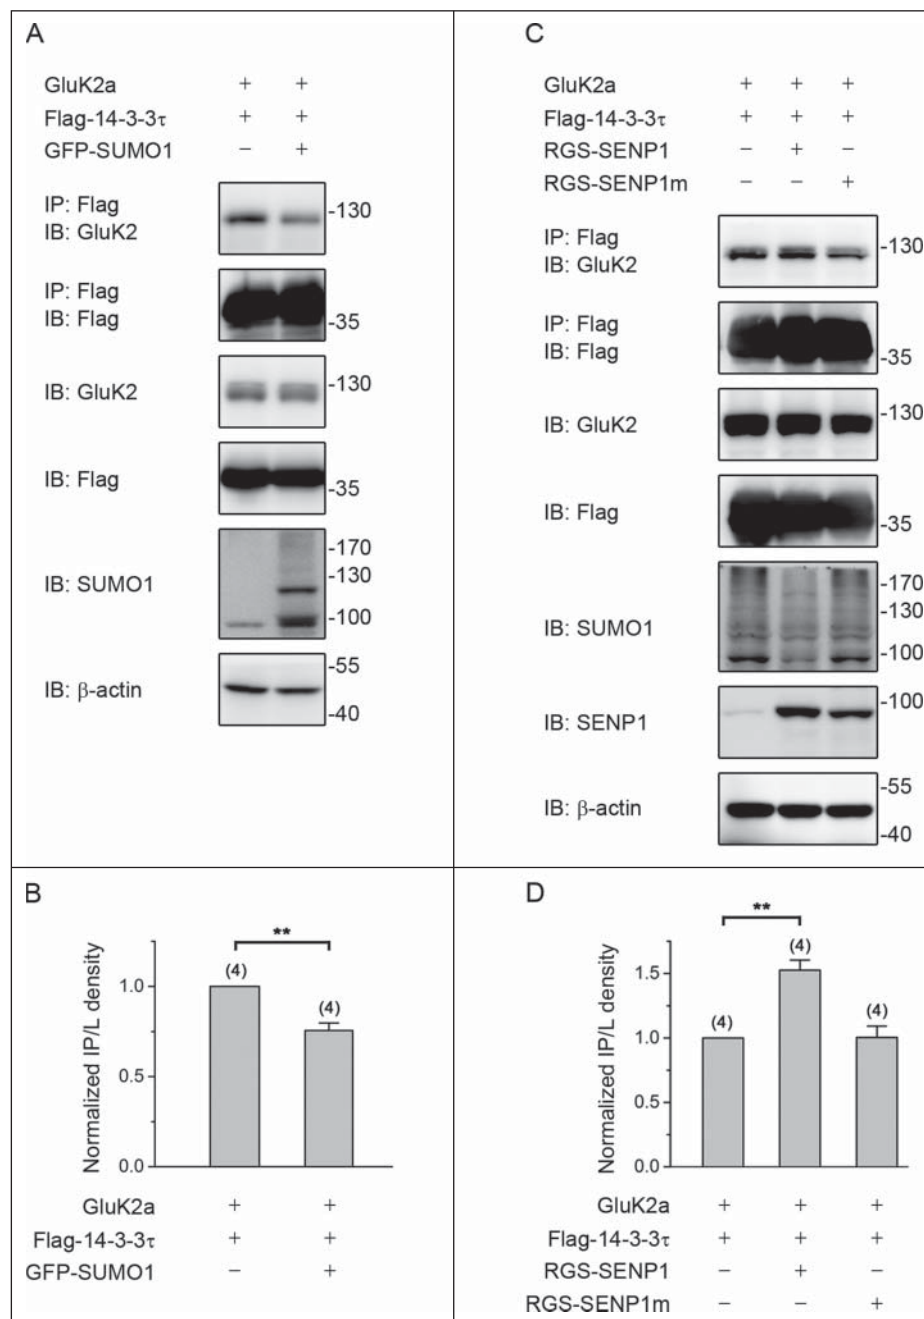 A
GluK2a + +
Flag-14-3-3τ + +
GFP-SUMO1 – +
IP: Flag
IB: GluK2
-130
IP: Flag
IB: Flag
-35
IB: GluK2
-130
IB: Flag
-35
IB: SUMO1
-170
-130
-100
IB: β-actin
-55
-40
C
GluK2a + + +
Flag-14-3-3τ + + +
RGS-SENP1 – + –
RGS-SENP1m – – +
IP: Flag
IB: GluK2
-130
IP: Flag
IB: Flag
-35
IB: GluK2
-130
IB: Flag
-35
IB: SUMO1
-170
-130
-100
IB: SENP1
-100
IB: β-actin
-55
-40
B
**
(4)
(4)
Normalized IP/L density
1.0
0.5
0.0
GluK2a + +
Flag-14-3-3τ + +
GFP-SUMO1 – +
D
**
(4)
(4)
(4)
Normalized IP/L density
1.5
1.0
0.5
0.0
GluK2a + + +
Flag-14-3-3τ + + +
RGS-SENP1 – + –
RGS-SENP1m – – +